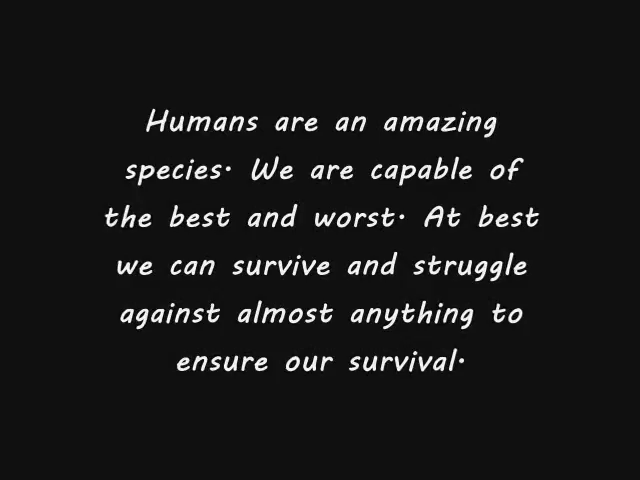 Humans are an amazing
species. We are capable of
the best and worst. At best
we can survive and struggle
against almost anything to
ensure our survival.